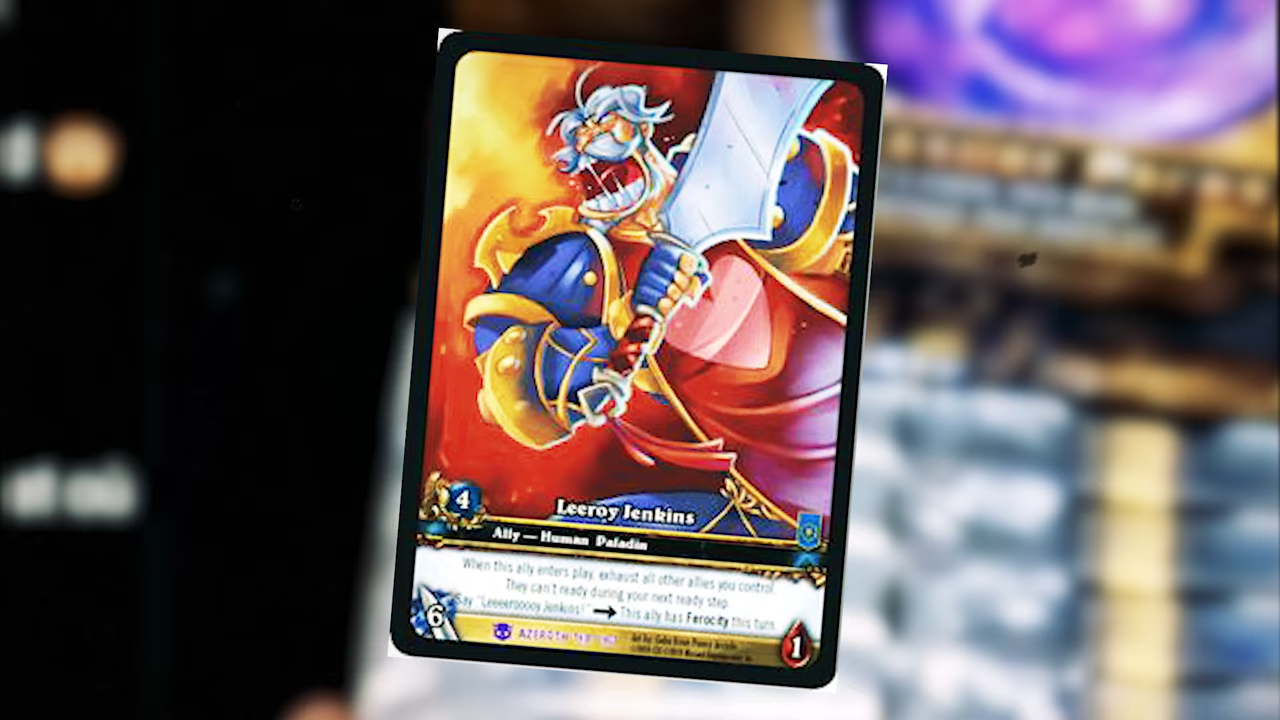 4
Leeroy Jenkins
Ally — Human Paladin
When this ally enters play, exhaust all other allies you control.
They can't ready during your next ready step.
Say "Leeeeroooy Jenkins!" → This ally has Ferocity this turn.
6
AZEROTH
1